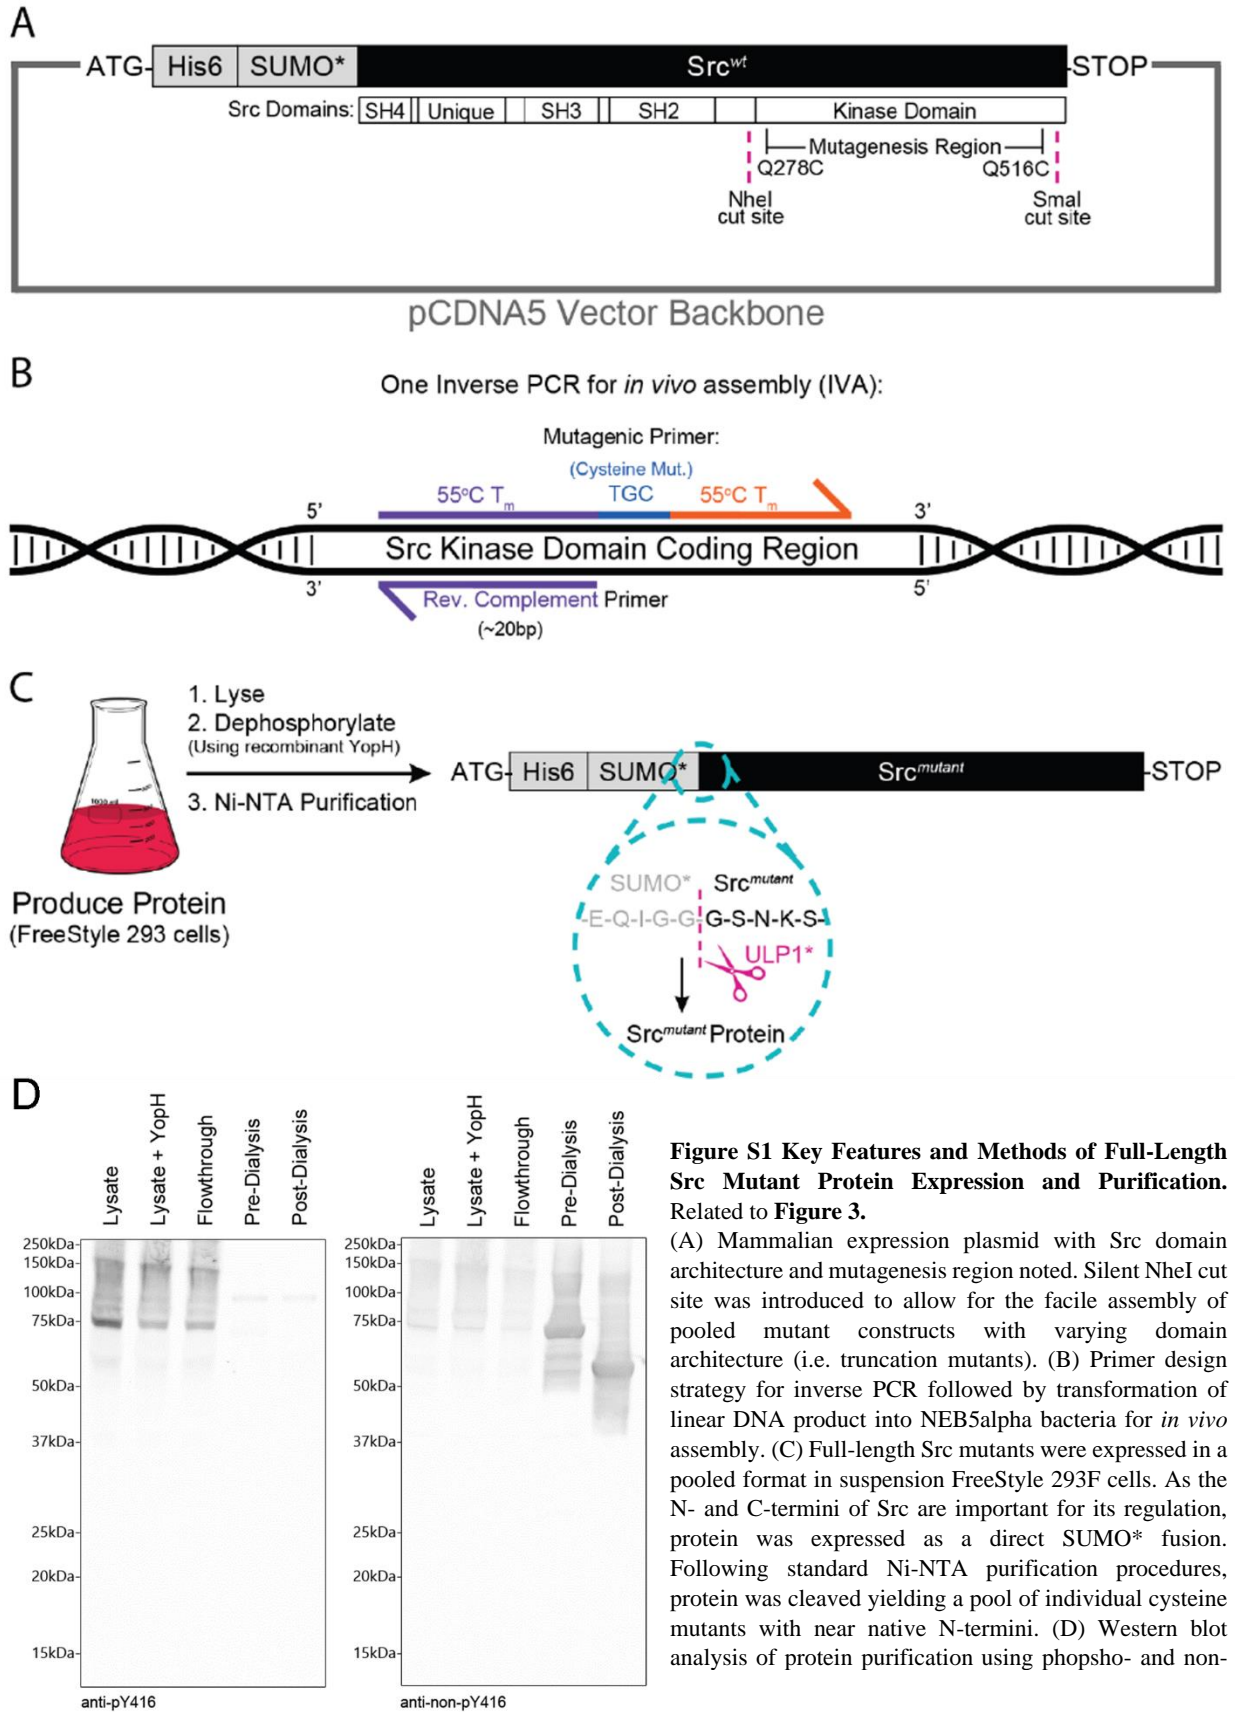 A
ATG- His6 SUMO* Src^wt -STOP
Src Domains: SH4 Unique SH3 SH2 Kinase Domain
Mutagenesis Region
Q278C Q516C
NheI
cut site
SmaI
cut site
pCDNA5 Vector Backbone
B
One Inverse PCR for in vivo assembly (IVA):
Mutagenic Primer:
(Cysteine Mut.)
55°C Tm TGC 55°C Tm
5' 3'
Src Kinase Domain Coding Region
3' 5'
Rev. Complement Primer
(~20bp)
C
1. Lyse
2. Dephosphorylate
(Using recombinant YopH)
3. Ni-NTA Purification
1000 ml
Produce Protein
(FreeStyle 293 cells)
ATG- His6 SUMO* Src^mutant -STOP
SUMO* Src^mutant
-E-Q-I-G-G-G-S-N-K-S-
ULP1*
Src^mutant Protein
D
Lysate
Lysate + YopH
Flowthrough
Pre-Dialysis
Post-Dialysis
250kDa-
150kDa-
100kDa-
75kDa-
50kDa-
37kDa-
25kDa-
20kDa-
15kDa-
anti-pY416
Lysate
Lysate + YopH
Flowthrough
Pre-Dialysis
Post-Dialysis
250kDa-
150kDa-
100kDa-
75kDa-
50kDa-
37kDa-
25kDa-
20kDa-
15kDa-
anti-non-pY416
Figure S1 Key Features and Methods of Full-Length
Src Mutant Protein Expression and Purification.
Related to Figure 3.
(A) Mammalian expression plasmid with Src domain
architecture and mutagenesis region noted. Silent NheI cut
site was introduced to allow for the facile assembly of
pooled mutant constructs with varying domain
architecture (i.e. truncation mutants). (B) Primer design
strategy for inverse PCR followed by transformation of
linear DNA product into NEB5alpha bacteria for in vivo
assembly. (C) Full-length Src mutants were expressed in a
pooled format in suspension FreeStyle 293F cells. As the
N- and C-termini of Src are important for its regulation,
protein was expressed as a direct SUMO* fusion.
Following standard Ni-NTA purification procedures,
protein was cleaved yielding a pool of individual cysteine
mutants with near native N-termini. (D) Western blot
analysis of protein purification using phopsho- and non-